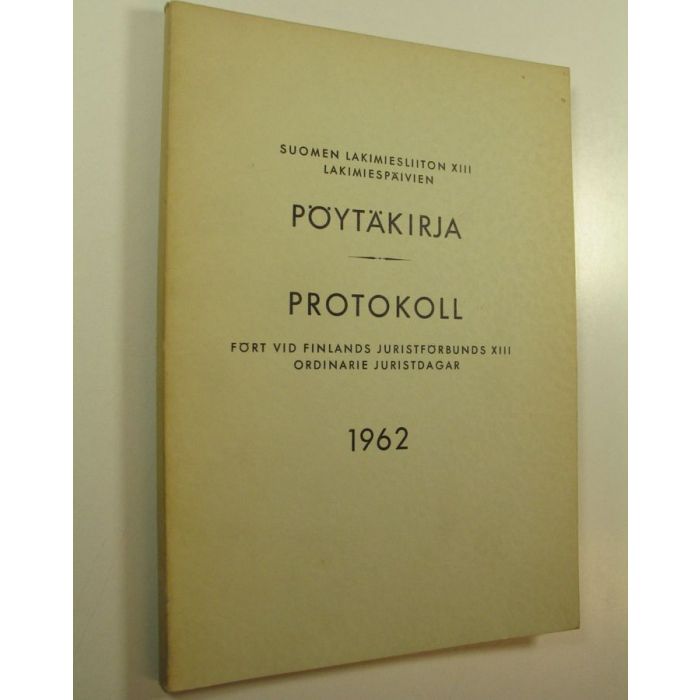 SUOMEN LAKIMIESLIITON XIII
LAKIMIESPÄIVIEN
PÖYTÄKIRJA
PROTOKOLL
FÖRT VID FINLANDS JURISTFÖRBUNDS XIII
ORDINARIE JURISTDAGAR
1962